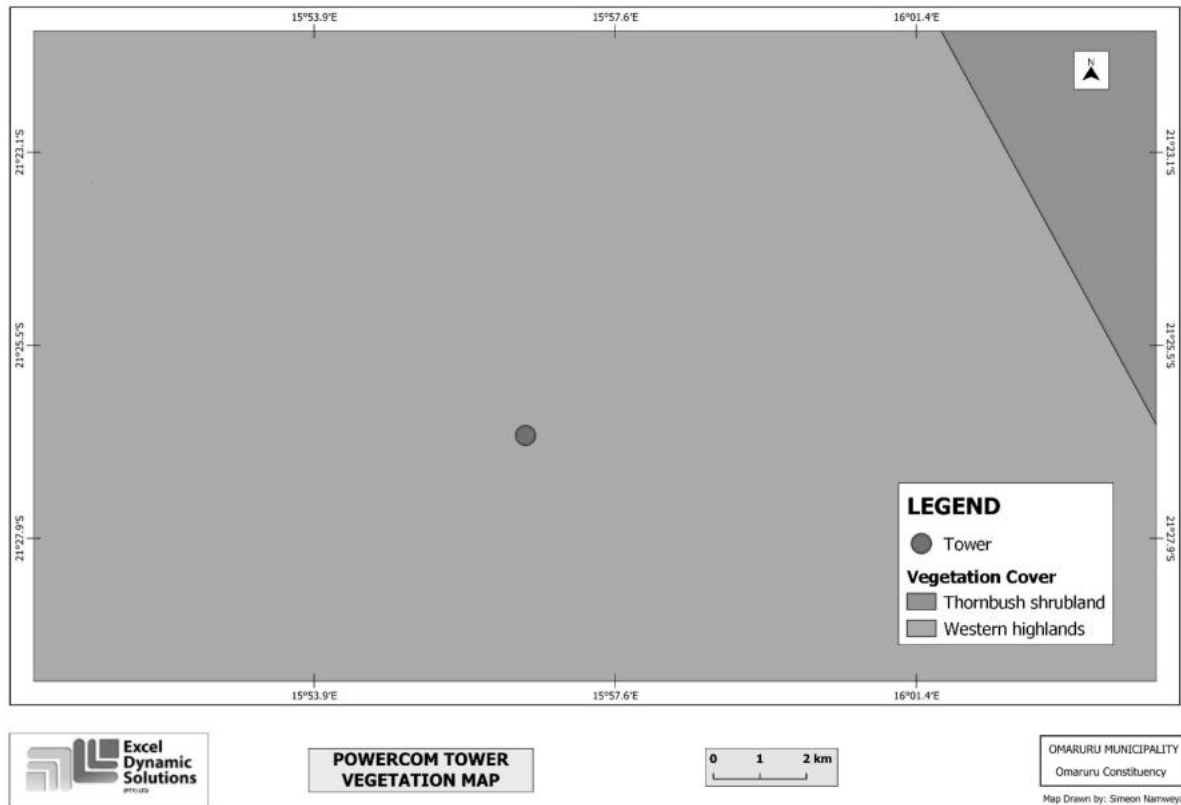 15°53.9'E 15°57.6'E 16°01.4'E
N
21°23.1'S 21°23.1'S
21°25.5'S 21°25.5'S
21°27.9'S 21°27.9'S
LEGEND
Tower
Vegetation Cover
Thornbush shrubland
Western highlands
15°53.9'E 15°57.6'E 16°01.4'E
Excel
Dynamic
Solutions
(PTY) LTD
POWERCOM TOWER
VEGETATION MAP
0 1 2 km
OMARURU MUNICIPALITY
Omaruru Constituency
Map Drawn by: Simeon Namweya